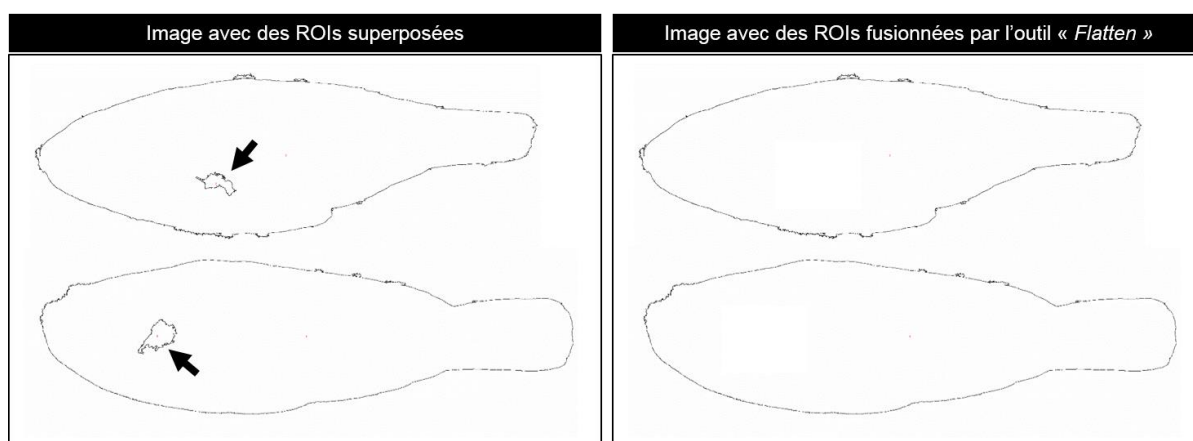 Image avec des ROIs superposées
Image avec des ROIs fusionnées par l’outil « Flatten »